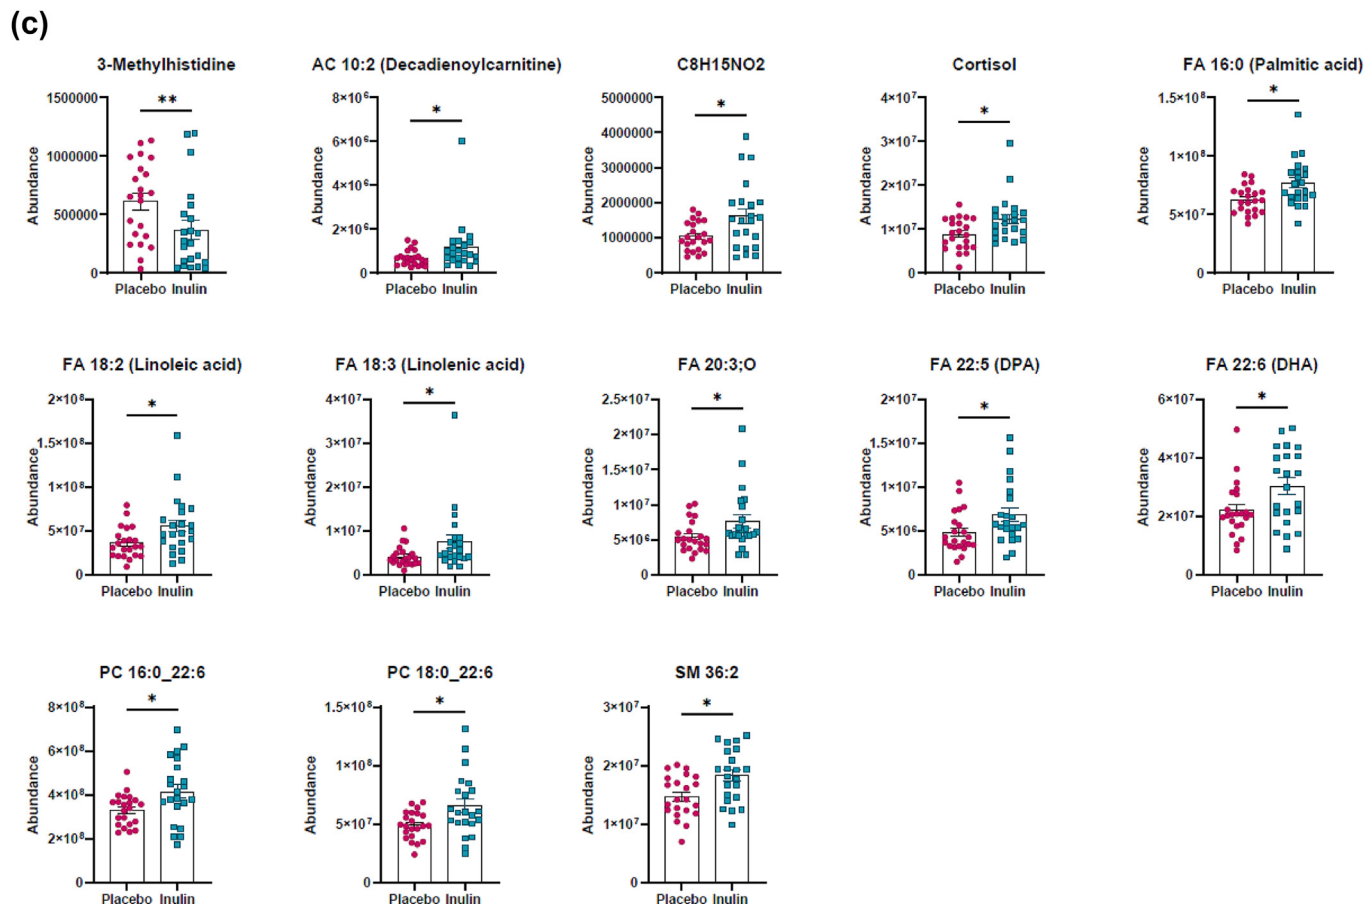 (c)
3-Methylhistidine
**
1500000
1000000
500000
0
Abundance
Placebo Inulin
AC 10:2 (Decadienoylcarnitine)
*
8×10⁶
6×10⁶
4×10⁶
2×10⁶
0
Abundance
Placebo Inulin
C8H15NO2
*
5000000
4000000
3000000
2000000
1000000
0
Abundance
Placebo Inulin
Cortisol
*
4×10⁷
3×10⁷
2×10⁷
1×10⁷
0
Abundance
Placebo Inulin
FA 16:0 (Palmitic acid)
*
1.5×10⁸
1×10⁸
5×10⁷
0
Abundance
Placebo Inulin
FA 18:2 (Linoleic acid)
*
2×10⁸
1.5×10⁸
1×10⁸
5×10⁷
0
Abundance
Placebo Inulin
FA 18:3 (Linolenic acid)
*
4×10⁷
3×10⁷
2×10⁷
1×10⁷
0
Abundance
Placebo Inulin
FA 20:3;O
*
2.5×10⁷
2×10⁷
1.5×10⁷
1×10⁷
5×10⁶
0
Abundance
Placebo Inulin
FA 22:5 (DPA)
*
2×10⁷
1.5×10⁷
1×10⁷
5×10⁶
0
Abundance
Placebo Inulin
FA 22:6 (DHA)
*
6×10⁷
4×10⁷
2×10⁷
0
Abundance
Placebo Inulin
PC 16:0_22:6
*
8×10⁸
6×10⁸
4×10⁸
2×10⁸
0
Abundance
Placebo Inulin
PC 18:0_22:6
*
1.5×10⁸
1×10⁸
5×10⁷
0
Abundance
Placebo Inulin
SM 36:2
*
3×10⁷
2×10⁷
1×10⁷
0
Abundance
Placebo Inulin